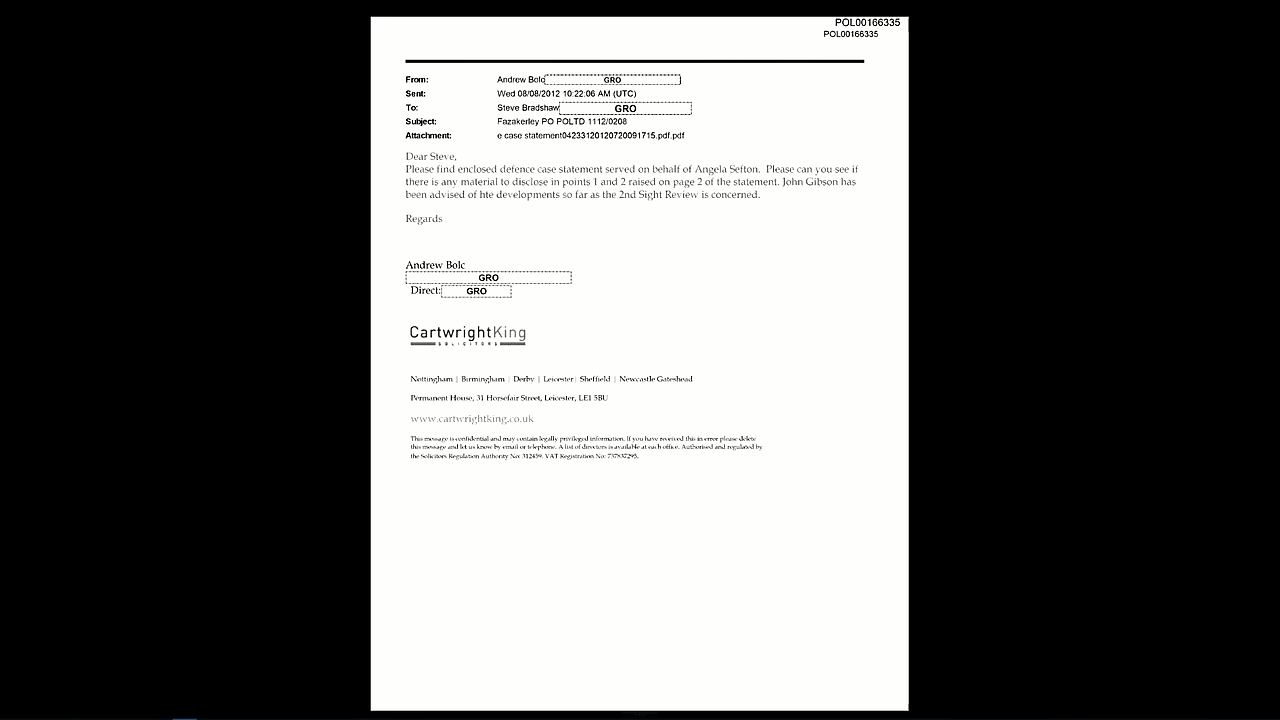 POL00166335
POL00166335
From: Andrew Bolc GRO
Sent: Wed 08/08/2012 10:22:06 AM (UTC)
To: Steve Bradshaw GRO
Subject: Fazakerley PO POLTD 1112/0208
Attachment: e case statement04233120120720091715.pdf.pdf
Dear Steve,
Please find enclosed defence case statement served on behalf of Angela Sefton. Please can you see if
there is any material to disclose in points 1 and 2 raised on page 2 of the statement. John Gibson has
been advised of hte developments so far as the 2nd Sight Review is concerned.
Regards
Andrew Bolc
GRO
Direct: GRO
CartwrightKing
SOLICITORS
Nottingham | Birmingham | Derby | Leicester | Sheffield | Newcastle Gateshead
Permanent House, 31 Horsefair Street, Leicester, LE1 5BU
www.cartwrightking.co.uk
This message is confidential and may contain legally privileged information. If you have received this in error please delete
this message and let us know by email or telephone. A list of directors is available at each office. Authorised and regulated by
the Solicitors Regulation Authority No: 312459. VAT Registration No: 737837295.